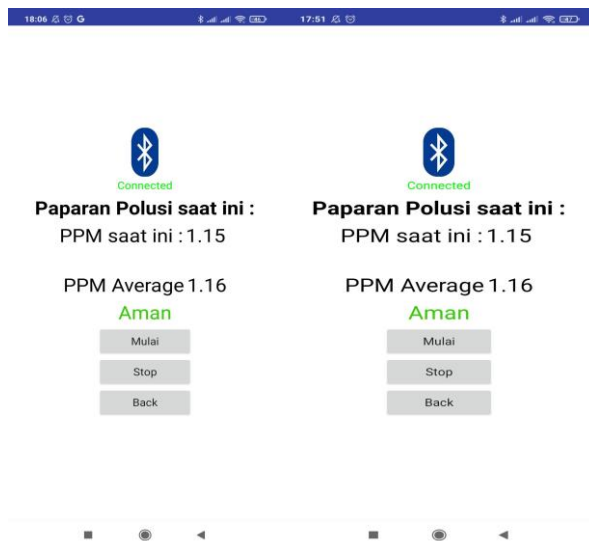 18:06 G
Connected
Paparan Polusi saat ini :
PPM saat ini : 1.15
PPM Average 1.16
Aman
Mulai
Stop
Back
17:51
Connected
Paparan Polusi saat ini :
PPM saat ini : 1.15
PPM Average 1.16
Aman
Mulai
Stop
Back